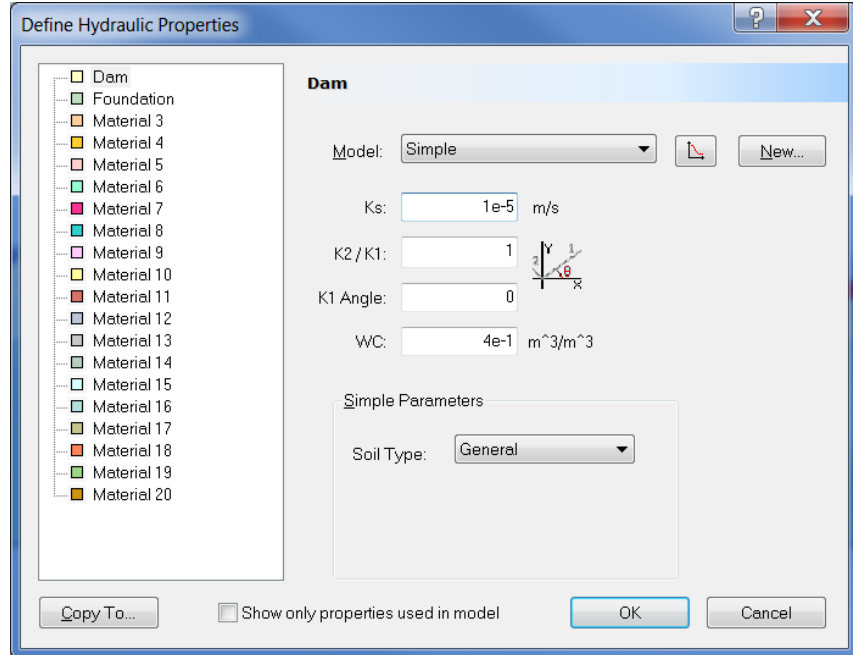 Define Hydraulic Properties
Dam
Foundation
Material 3
Material 4
Material 5
Material 6
Material 7
Material 8
Material 9
Material 10
Material 11
Material 12
Material 13
Material 14
Material 15
Material 16
Material 17
Material 18
Material 19
Material 20
Dam
Model: Simple New...
Ks: 1e-5 m/s
K2 / K1: 1
Y 1
2 θ
X
K1 Angle: 0
WC: 4e-1 m^3/m^3
Simple Parameters
Soil Type: General
Copy To... Show only properties used in model OK Cancel